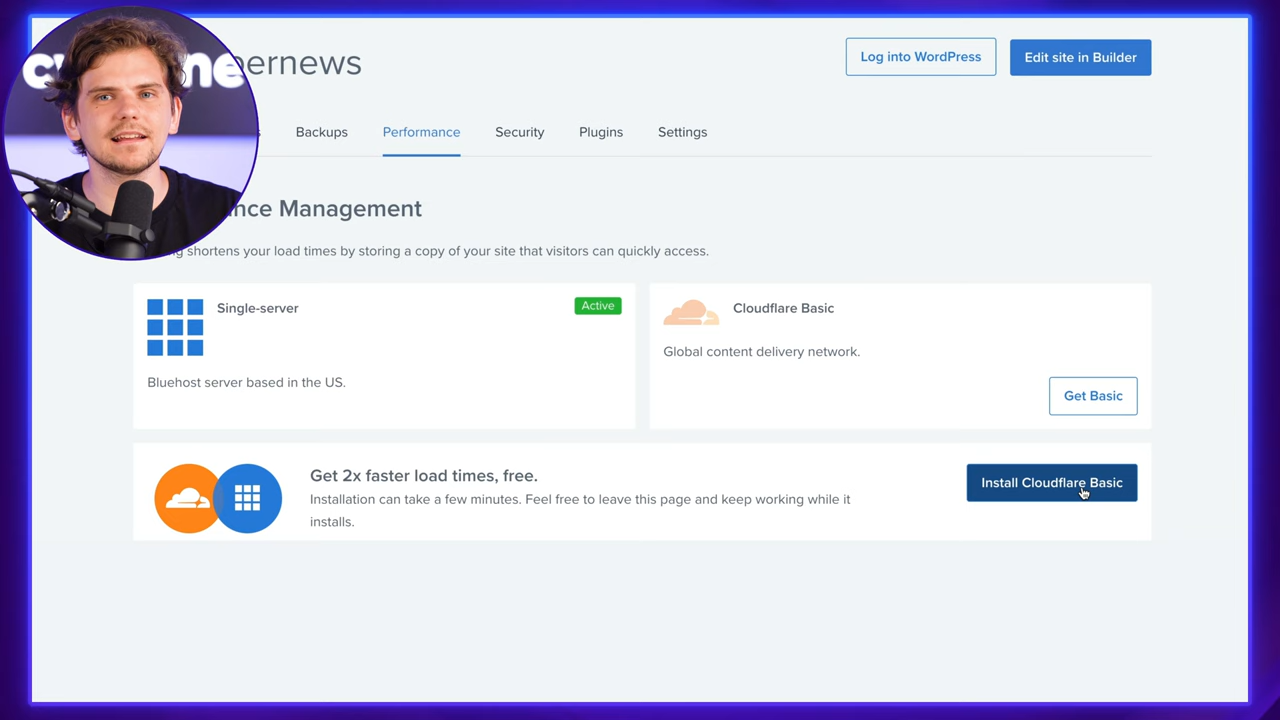 ernews
Log into WordPress
Edit site in Builder
Backups
Performance
Security
Plugins
Settings
nce Management
shortens your load times by storing a copy of your site that visitors can quickly access.
Single-server
Active
Bluehost server based in the US.
Cloudflare Basic
Global content delivery network.
Get Basic
Get 2x faster load times, free.
Installation can take a few minutes. Feel free to leave this page and keep working while it
installs.
Install Cloudflare Basic